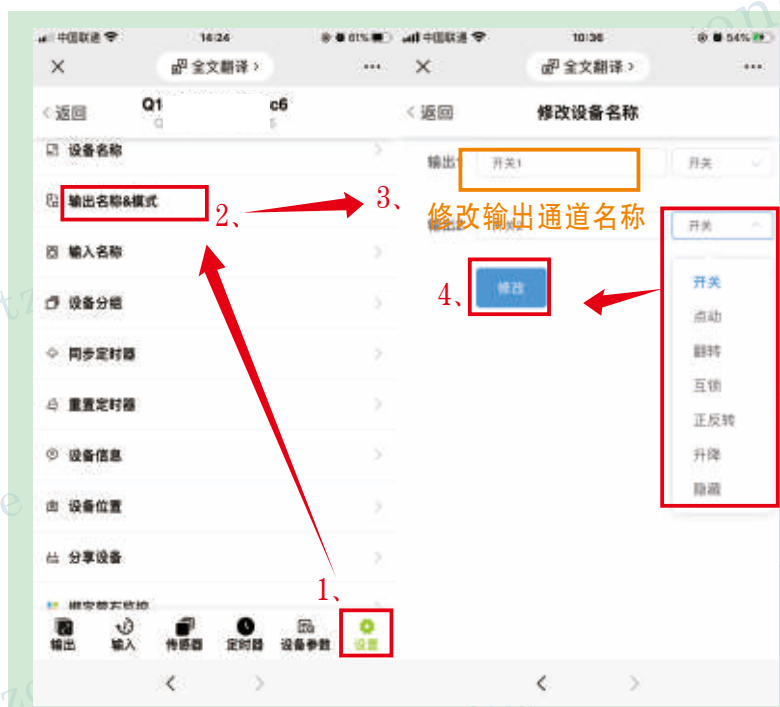 中国联通
14:24
61%
全文翻译
返回
Q1 c6
设备名称
输出名称&模式
2、
输入名称
设备分组
同步定时器
重置定时器
设备信息
设备位置
分享设备
1、
输出
输入
传感器
定时器
设备参数
设置
中国联通
10:36
54%
全文翻译
返回
修改设备名称
输出1
开关1
开关
3、
修改输出通道名称
开关
4、
修改
开关
点动
翻转
互锁
正反转
升降
隐藏